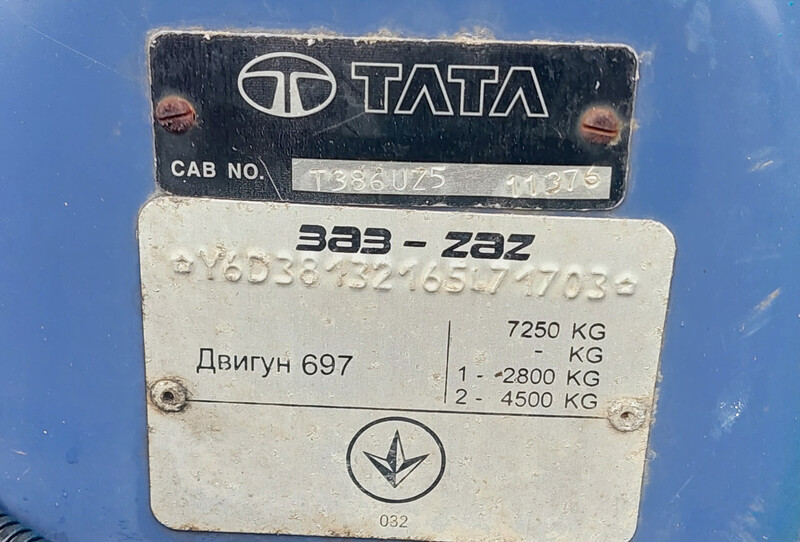 TATA
CAB NO. T386UZ5 11376
ЗАЗ - ZAZ
*Y6D38132165L71703*
7250 KG
- KG
Двигун 697
1 - 2800 KG
2 - 4500 KG
032